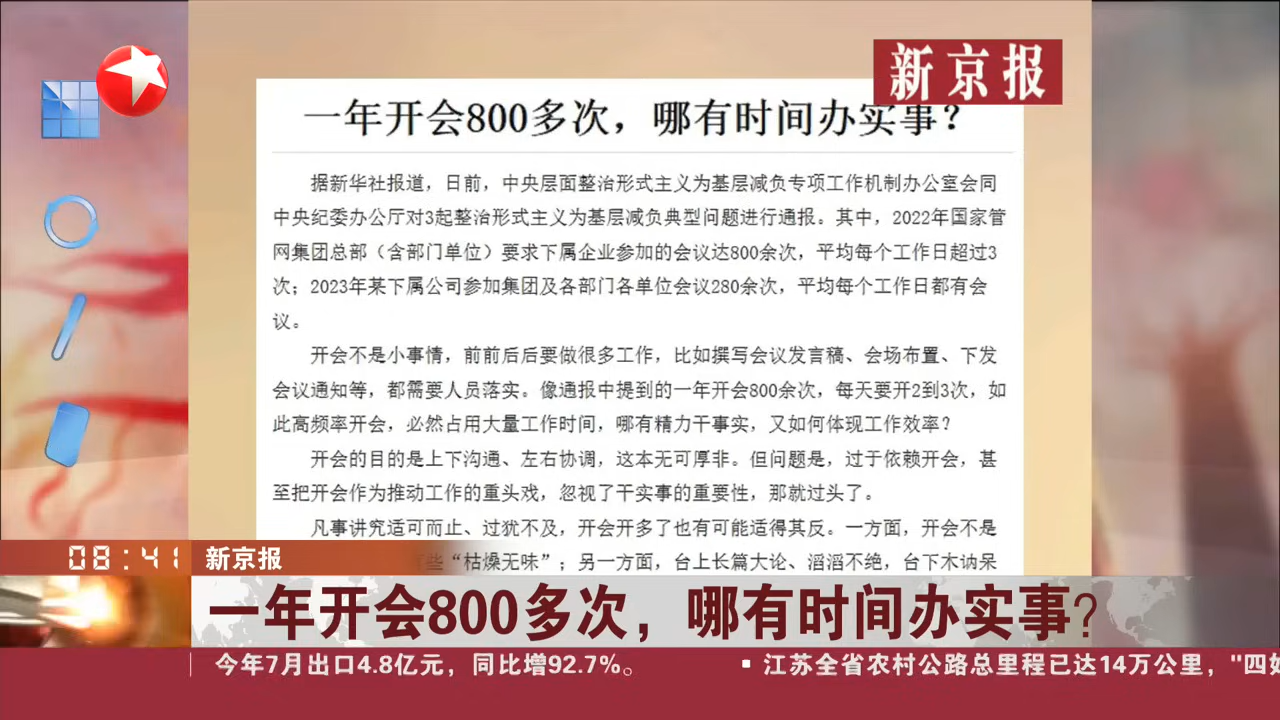 新京报
一年开会800多次，哪有时间办实事？
据新华社报道，日前，中央层面整治形式主义为基层减负专项工作机制办公室会同
中央纪委办公厅对3起整治形式主义为基层减负典型问题进行通报。其中，2022年国家管
网集团总部（含部门单位）要求下属企业参加的会议达800余次，平均每个工作日超过3
次；2023年某下属公司参加集团及各部门各单位会议280余次，平均每个工作日都有会
议。
开会不是小事情，前前后后要做很多工作，比如撰写会议发言稿、会场布置、下发
会议通知等，都需要人员落实。像通报中提到的一年开会800余次，每天要开2到3次，如
此高频率开会，必然占用大量工作时间，哪有精力干事实，又如何体现工作效率？
开会的目的是上下沟通、左右协调，这本无可厚非。但问题是，过于依赖开会，甚
至把开会作为推动工作的重头戏，忽视了干实事的重要性，那就过头了。
凡事讲究适可而止、过犹不及，开会开多了也有可能适得其反。一方面，开会不是
些“枯燥无味”；另一方面，台上长篇大论、滔滔不绝，台下木讷呆
08:41
新京报
一年开会800多次，哪有时间办实事？
今年7月出口4.8亿元，同比增92.7%。
▪ 江苏全省农村公路总里程已达14万公里，"四